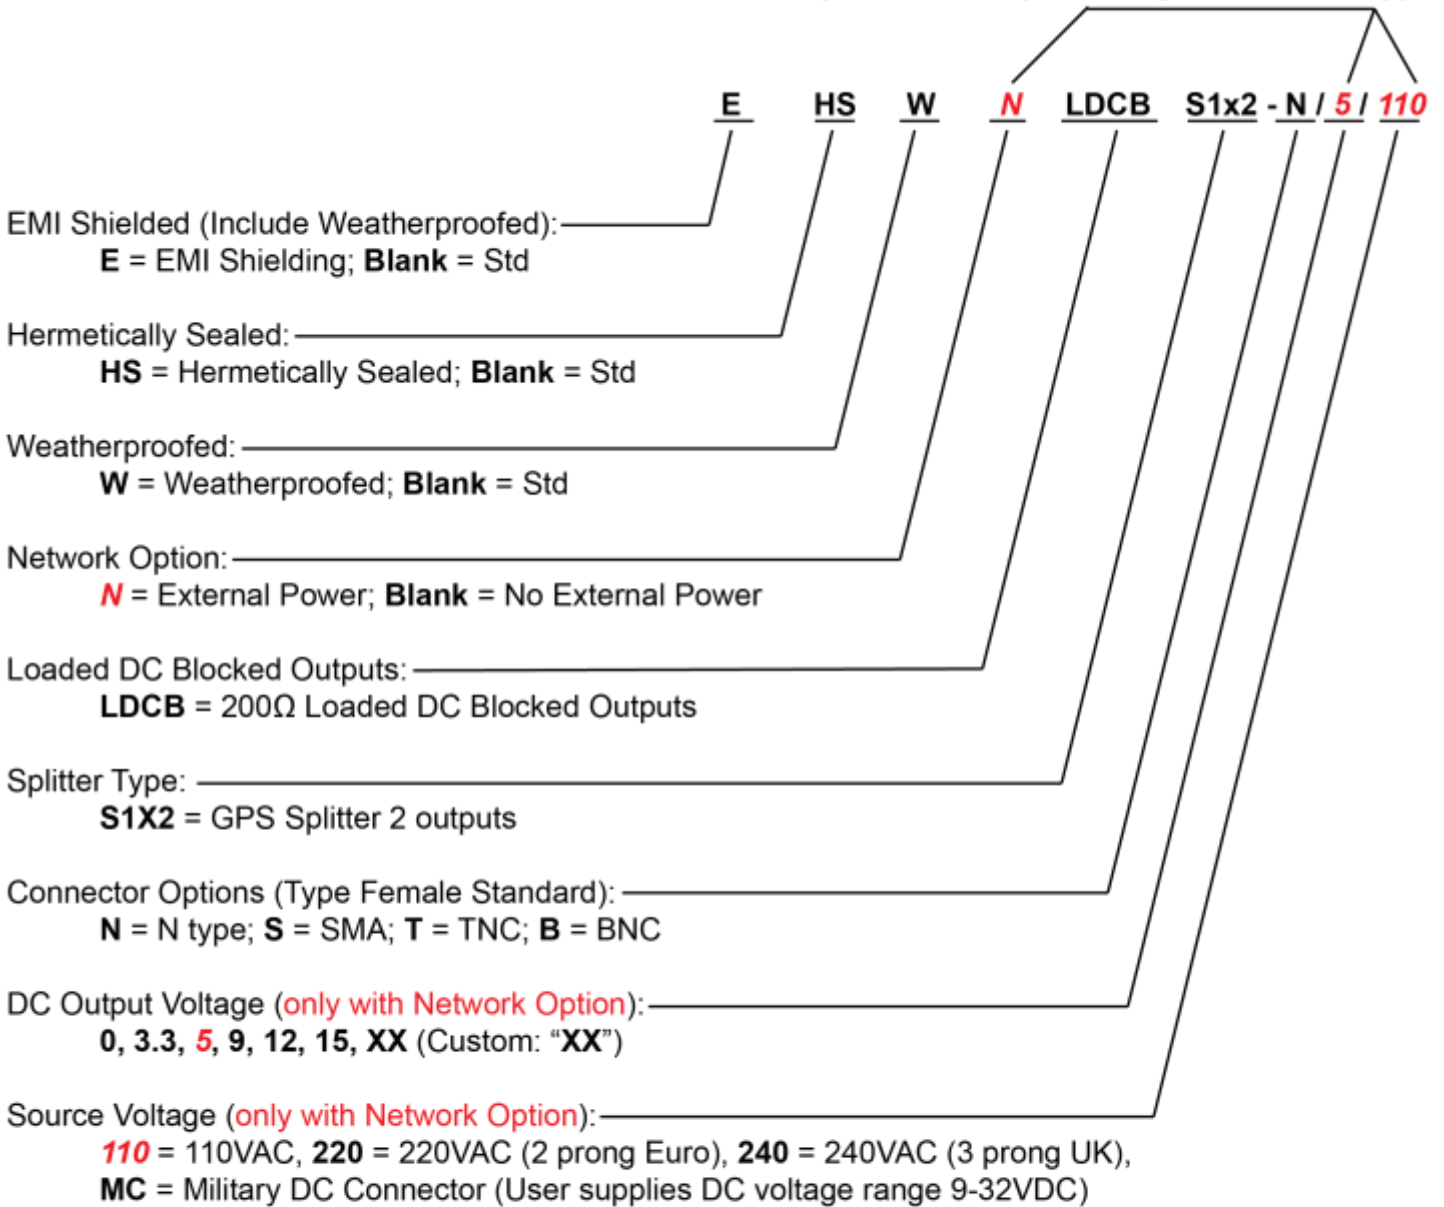 E HS W N LDCB S1x2 - N / 5 / 110
EMI Shielded (Include Weatherproofed):
E = EMI Shielding; Blank = Std
Hermetically Sealed:
HS = Hermetically Sealed; Blank = Std
Weatherproofed:
W = Weatherproofed; Blank = Std
Network Option:
N = External Power; Blank = No External Power
Loaded DC Blocked Outputs:
LDCB = 200Ω Loaded DC Blocked Outputs
Splitter Type:
S1X2 = GPS Splitter 2 outputs
Connector Options (Type Female Standard):
N = N type; S = SMA; T = TNC; B = BNC
DC Output Voltage (only with Network Option):
0, 3.3, 5, 9, 12, 15, XX (Custom: “XX”)
Source Voltage (only with Network Option):
110 = 110VAC, 220 = 220VAC (2 prong Euro), 240 = 240VAC (3 prong UK),
MC = Military DC Connector (User supplies DC voltage range 9-32VDC)